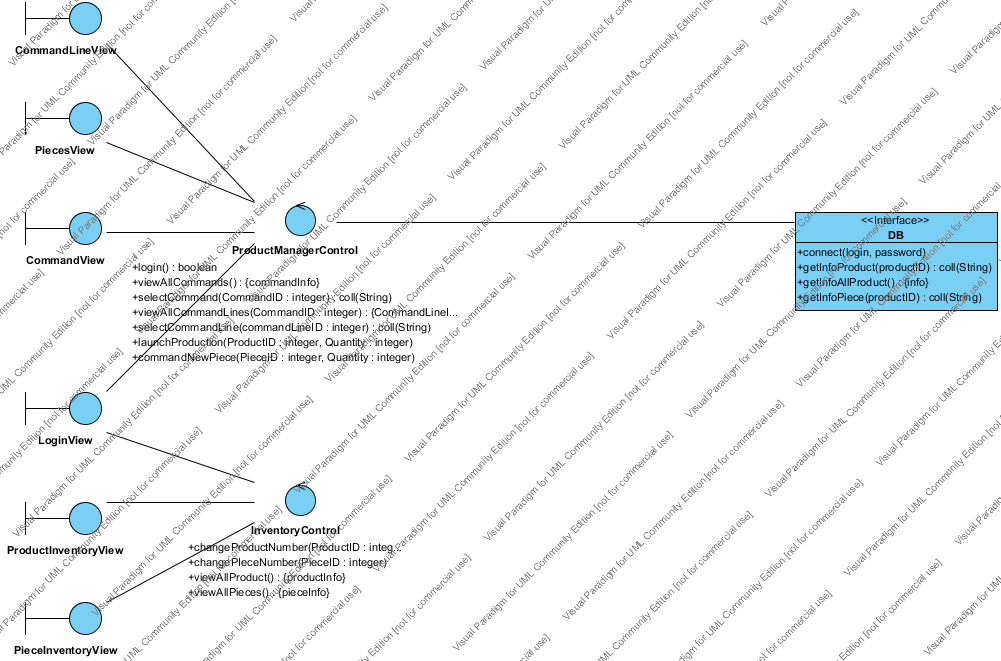 CommandLineView
PiecesView
CommandView
ProductManagerControl
+login() : boolean
+viewAllCommands() : {commandInfo}
+selectCommand(CommandID : integer) : coll(String)
+viewAllCommandLines(CommandID : integer) : {CommandLineI...
+selectCommandLine(commandLineID : integer) : coll(String)
+launchProduction(ProductID : integer, Quantity : integer)
+commandNewPiece(PieceID : integer, Quantity : integer)
<<Interface>>
DB
+connect(login, password)
+getInfoProduct(productID) : coll(String)
+getInfoAllProduct() : {info}
+getInfoPiece(productID) : coll(String)
LoginView
ProductInventoryView
InventoryControl
+changeProductNumber(ProductID : integ...
+changePieceNumber(PieceID : integer)
+viewAllProduct() : {productInfo}
+viewAllPieces() : {pieceInfo}
PieceInventoryView
Visual Paradigm for UML Community Edition [not for commercial use]